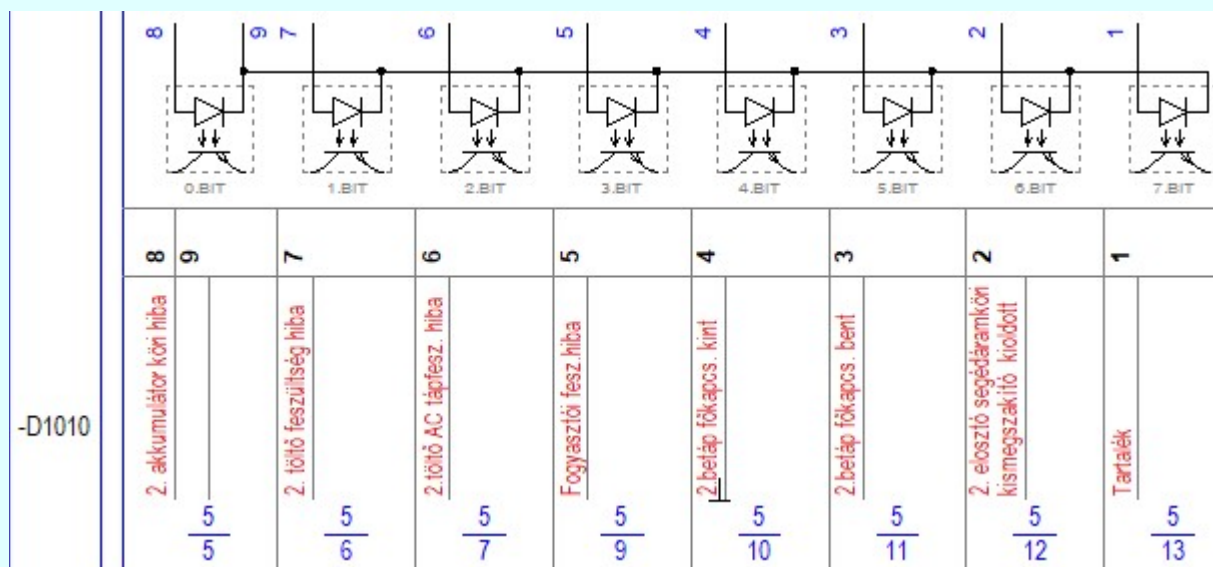 8
9
7
6
5
4
3
2
1
0.BIT
1.BIT
2.BIT
3.BIT
4.BIT
5.BIT
6.BIT
7.BIT
8
9
7
6
5
4
3
2
1
-D1010
2. akkumulátor köri hiba
2. töltő feszültség hiba
2.töltő AC tápfesz. hiba
Fogyasztói fesz.hiba
2.betáp főkapcs. kint
2.betáp főkapcs. bent
2. elosztó segédáramköri
kismegszakító kioldott
Tartalék
5
5
5
6
5
7
5
9
5
10
5
11
5
12
5
13